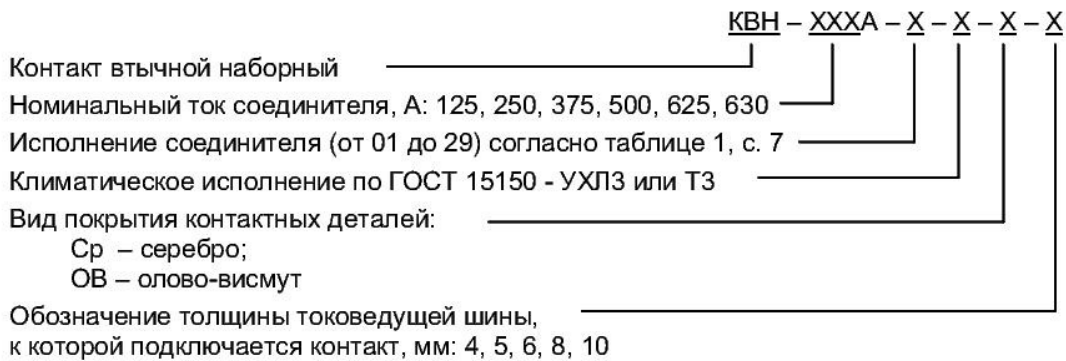 КВН – ХХХА – Х – Х – Х – Х
Контакт втычной наборный
Номинальный ток соединителя, А: 125, 250, 375, 500, 625, 630
Исполнение соединителя (от 01 до 29) согласно таблице 1, с. 7
Климатическое исполнение по ГОСТ 15150 - УХЛ3 или Т3
Вид покрытия контактных деталей:
Ср – серебро;
ОВ – олово-висмут
Обозначение толщины токоведущей шины,
к которой подключается контакт, мм: 4, 5, 6, 8, 10